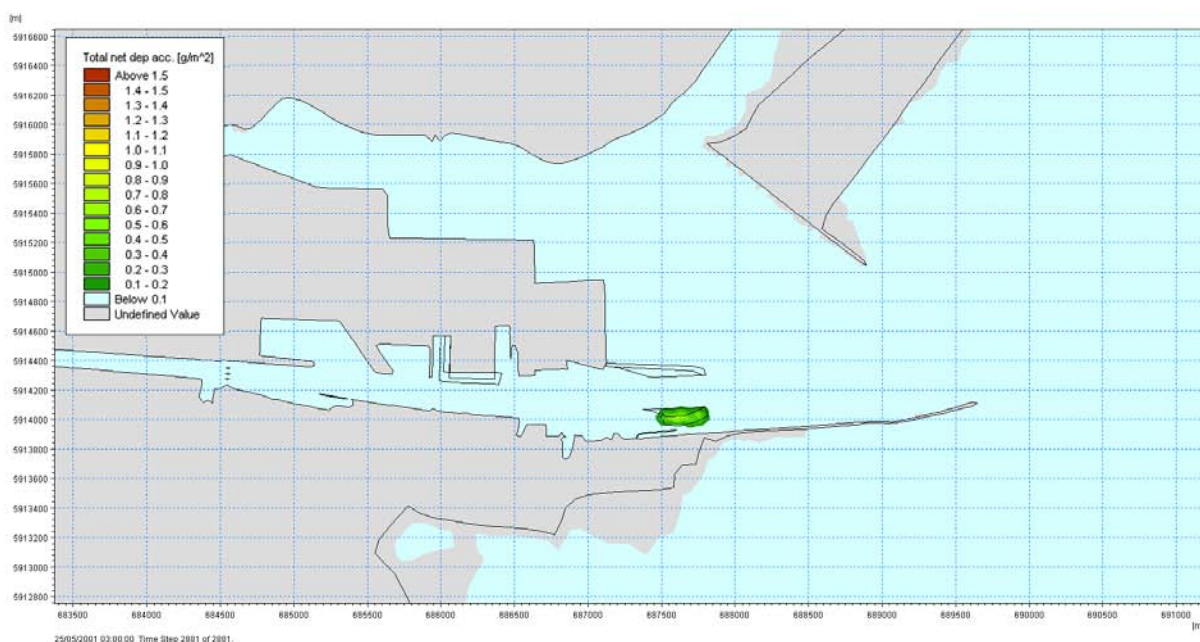 [m]
5916600
5916400
5916200
5916000
5915800
5915600
5915400
5915200
5915000
5914800
5914600
5914400
5914200
5914000
5913800
5913600
5913400
5913200
5913000
5912800
Total net dep acc. [g/m^2]
Above 1.5
1.4 - 1.5
1.3 - 1.4
1.2 - 1.3
1.1 - 1.2
1.0 - 1.1
0.9 - 1.0
0.8 - 0.9
0.7 - 0.8
0.6 - 0.7
0.5 - 0.6
0.4 - 0.5
0.3 - 0.4
0.2 - 0.3
0.1 - 0.2
Below 0.1
Undefined Value
683500 684000 684500 685000 685500 686000 686500 687000 687500 688000 688500 689000 689500 690000 690500 691000
[m]
25/05/2001 03:00:00 Time Step 2881 of 2881.